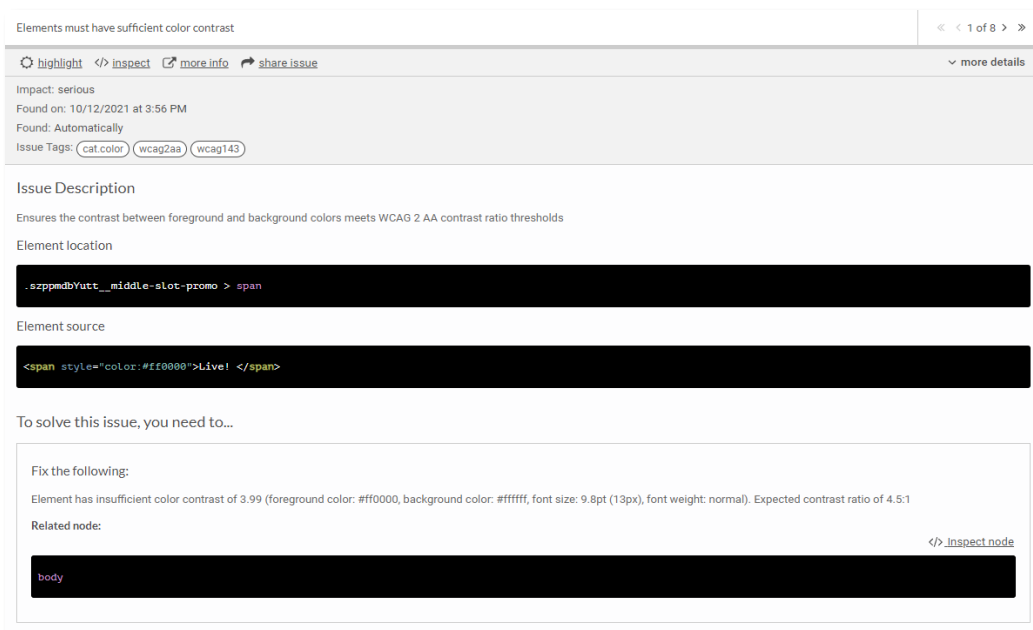 Elements must have sufficient color contrast
« < 1 of 8 > »
highlight </> inspect more info share issue
more details
Impact: serious
Found on: 10/12/2021 at 3:56 PM
Found: Automatically
Issue Tags: cat.color wcag2aa wcag143
Issue Description
Ensures the contrast between foreground and background colors meets WCAG 2 AA contrast ratio thresholds
Element location
.szppmdbYutt__middle-slot-promo > span
Element source
<span style="color:#ff0000">Live! </span>
To solve this issue, you need to...
Fix the following:
Element has insufficient color contrast of 3.99 (foreground color: #ff0000, background color: #ffffff, font size: 9.8pt (13px), font weight: normal). Expected contrast ratio of 4.5:1
Related node:
</> Inspect node
body